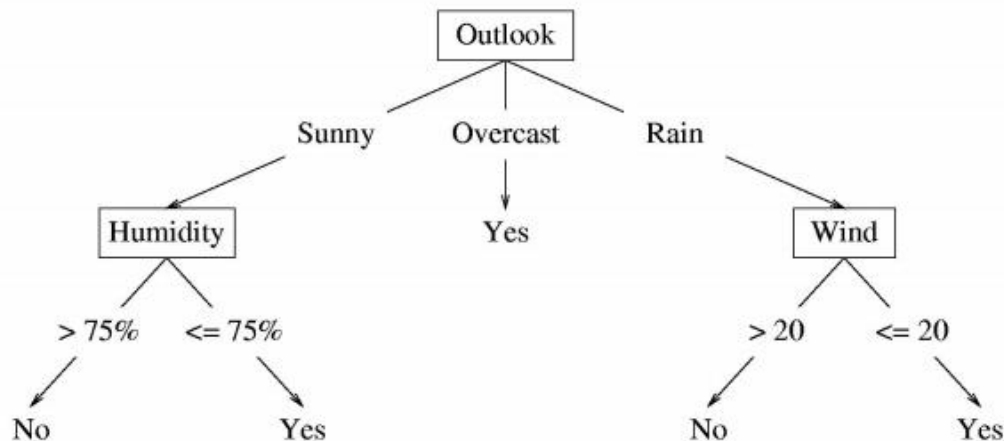 Outlook
Sunny Overcast Rain
Humidity Yes Wind
> 75% <= 75% > 20 <= 20
No Yes No Yes